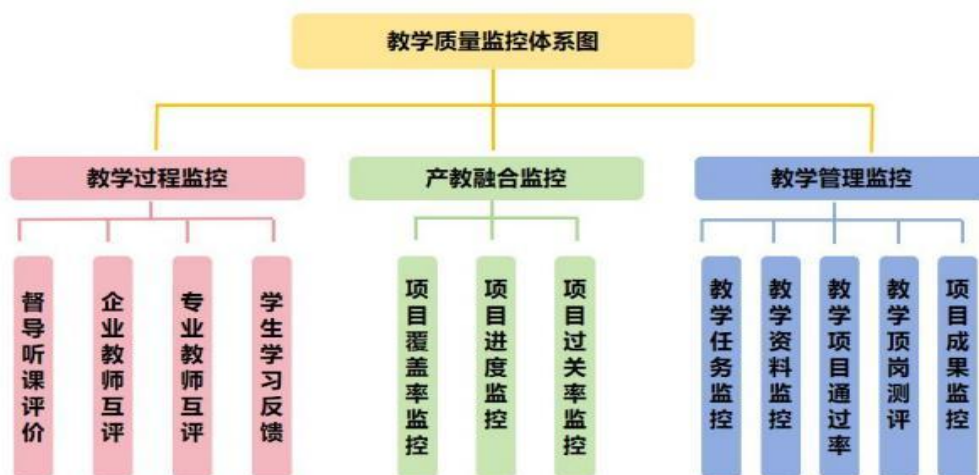 教学质量监控体系图
教学过程监控
产教融合监控
教学管理监控
督导听课评价
企业教师互评
专业教师互评
学生学习反馈
项目覆盖率监控
项目进度监控
项目过关率监控
教学任务监控
教学资料监控
教学项目通过率
教学顶岗测评
项目成果监控